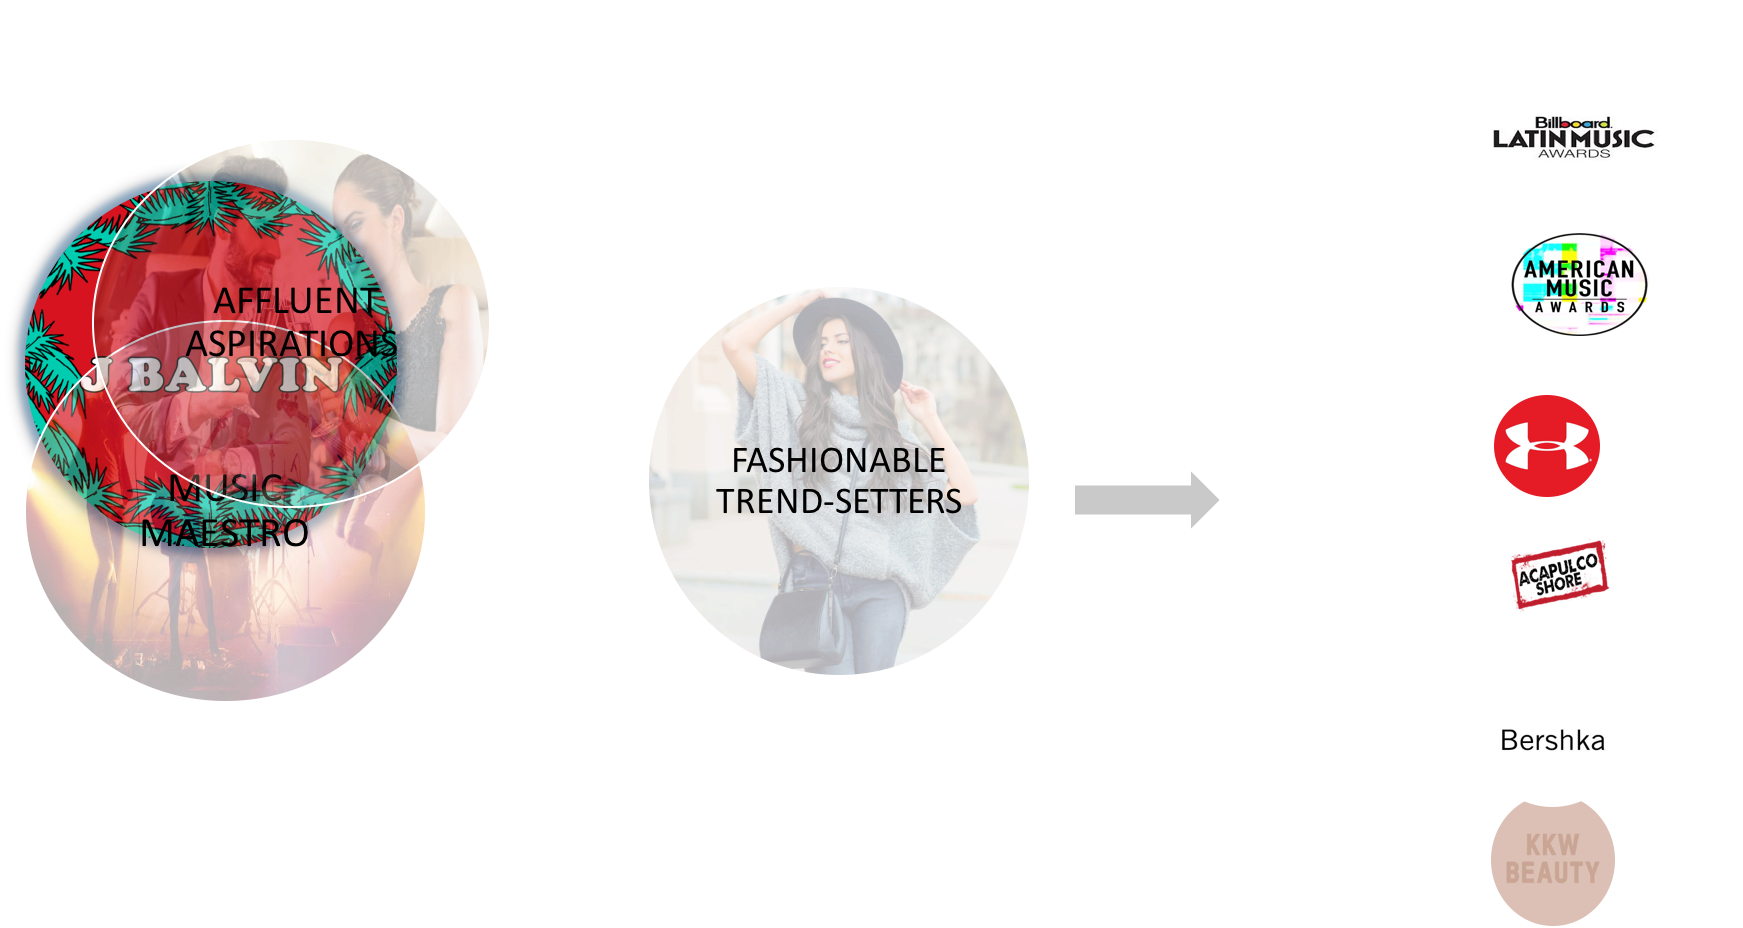 AFFLUENT
ASPIRATIONS
J BALVIN
MUSIC
MAESTRO
FASHIONABLE
TREND-SETTERS
Billboard
LATIN MUSIC
AWARDS
AMERICAN
MUSIC
AWARDS
ACAPULCO
SHORE
Bershka
KKW
BEAUTY